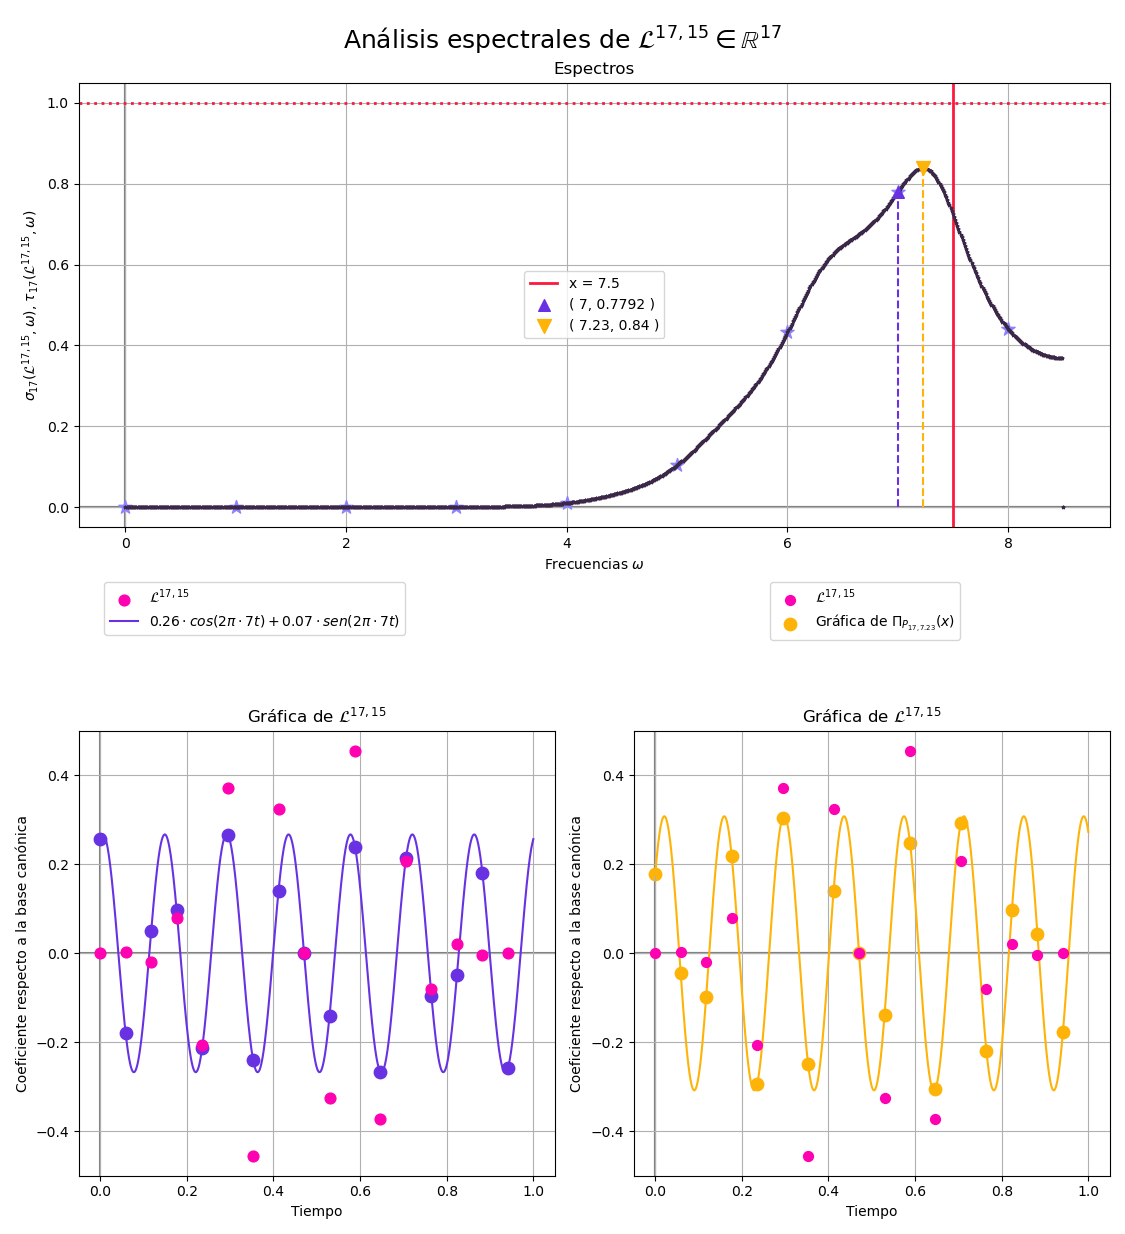 Análisis espectrales de 𝓛^{17, 15} ∈ ℝ^{17}
Espectros
σ_{17}(𝓛^{17, 15}, ω), τ_{17}(𝓛^{17, 15}, ω)
1.0
0.8
0.6
0.4
0.2
0.0
x = 7.5
( 7, 0.7792 )
( 7.23, 0.84 )
0 2 4 6 8
Frecuencias ω
𝓛^{17, 15}
0.26 · cos(2π · 7t) + 0.07 · sen(2π · 7t)
𝓛^{17, 15}
Gráfica de Π_{P_{17, 7.23}}(x)
Gráfica de 𝓛^{17, 15}
Coeficiente respecto a la base canónica
0.4
0.2
0.0
−0.2
−0.4
0.0 0.2 0.4 0.6 0.8 1.0
Tiempo
Gráfica de 𝓛^{17, 15}
Coeficiente respecto a la base canónica
0.4
0.2
0.0
−0.2
−0.4
0.0 0.2 0.4 0.6 0.8 1.0
Tiempo